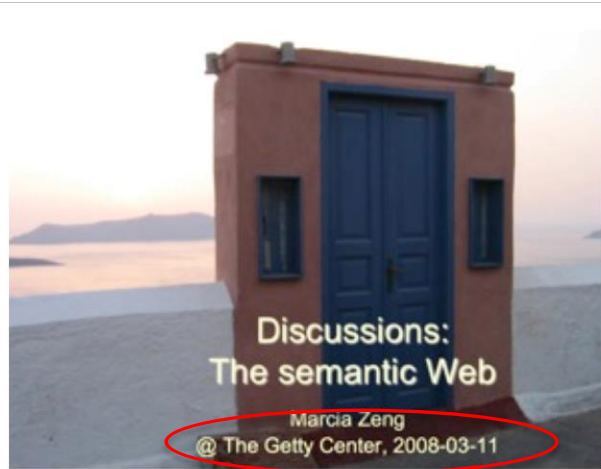 Discussions:
The semantic Web
Marcia Zeng
@ The Getty Center, 2008-03-11